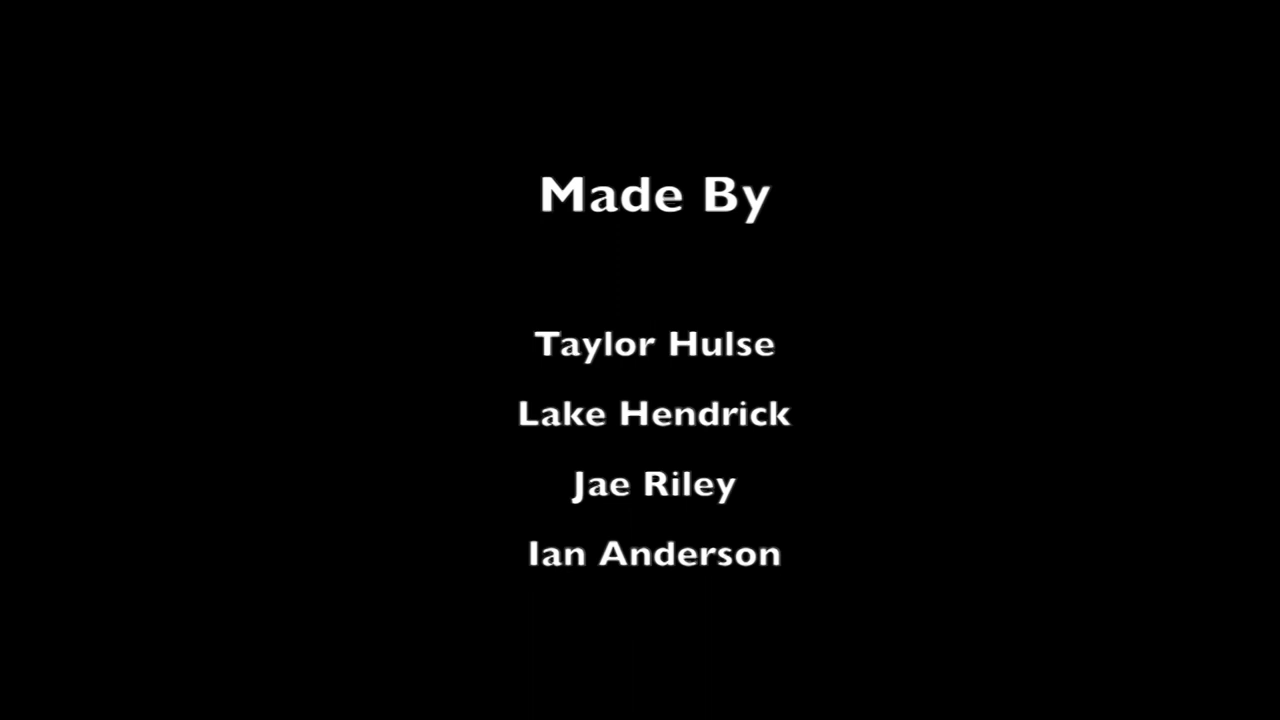 Made By
Taylor Hulse
Lake Hendrick
Jae Riley
Ian Anderson